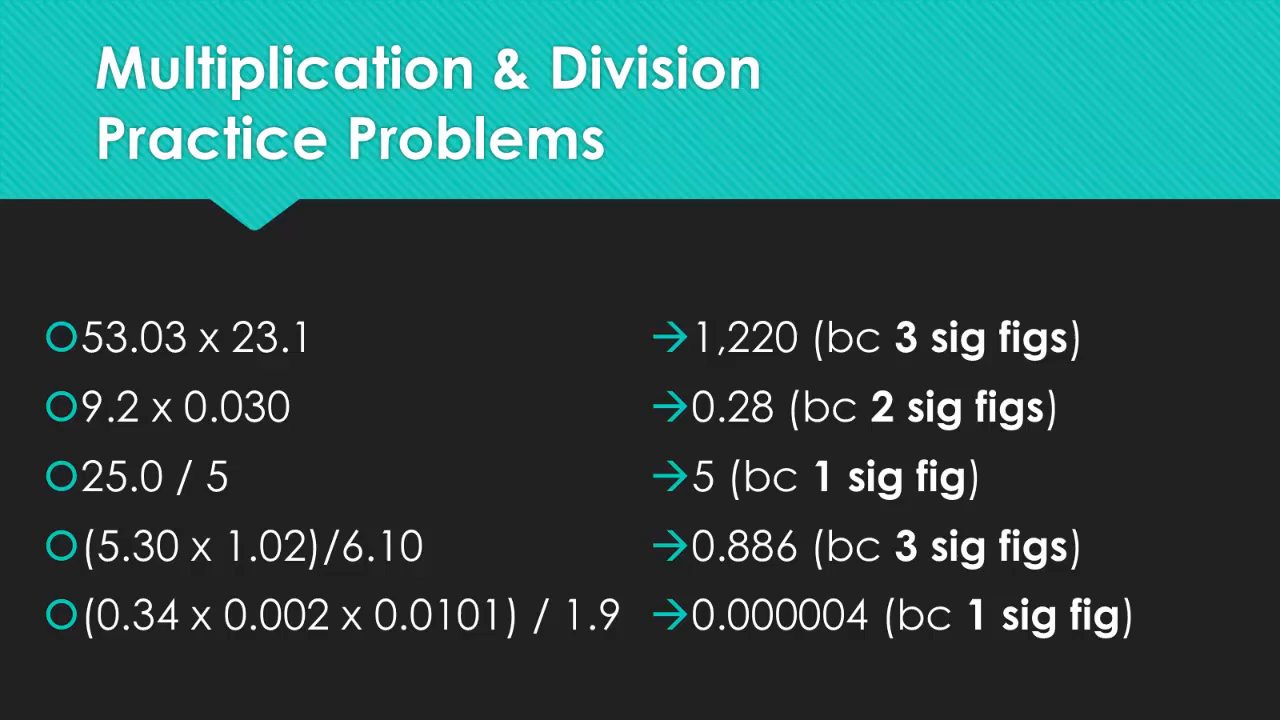 Multiplication & Division
Practice Problems
53.03 x 23.1 →1,220 (bc 3 sig figs)
9.2 x 0.030 →0.28 (bc 2 sig figs)
25.0 / 5 →5 (bc 1 sig fig)
(5.30 x 1.02)/6.10 →0.886 (bc 3 sig figs)
(0.34 x 0.002 x 0.0101) / 1.9 →0.000004 (bc 1 sig fig)